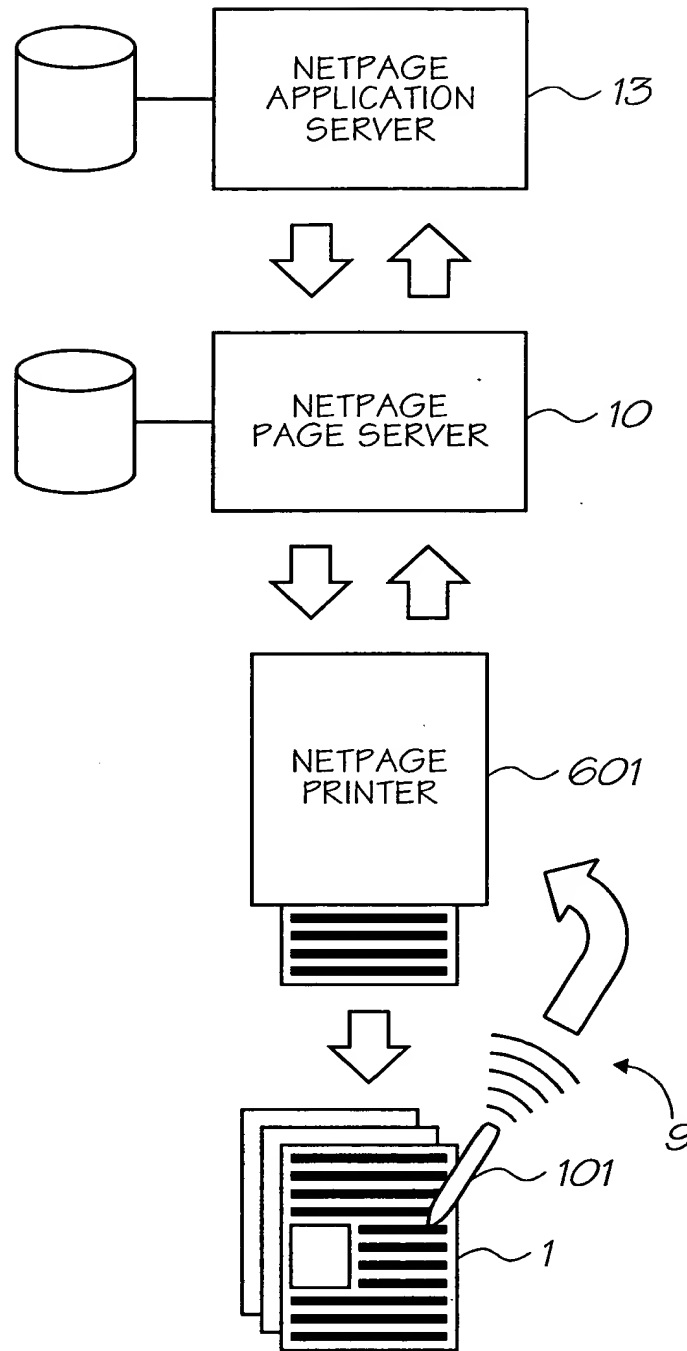 NETPAGE
APPLICATION
SERVER
13
NETPAGE
PAGE SERVER
10
NETPAGE
PRINTER
601
9
101
1